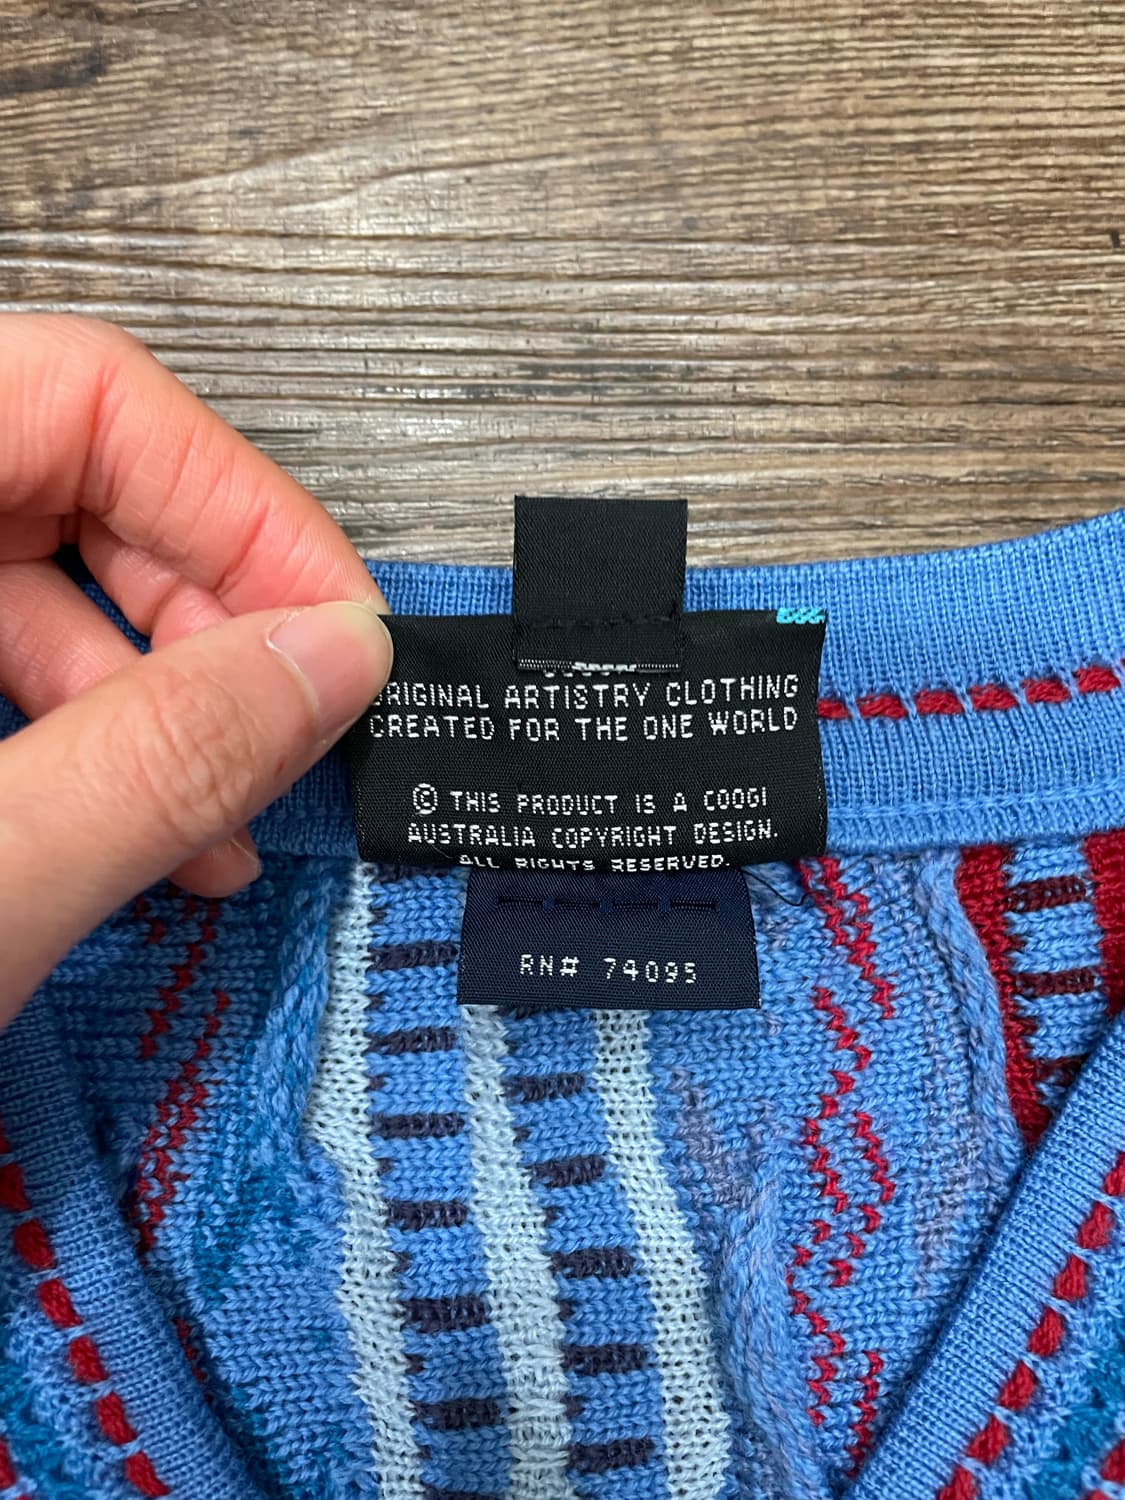 ORIGINAL ARTISTRY CLOTHING
CREATED FOR THE ONE WORLD
© THIS PRODUCT IS A COOGI
AUSTRALIA COPYRIGHT DESIGN.
ALL RIGHTS RESERVED.
RN# 74095